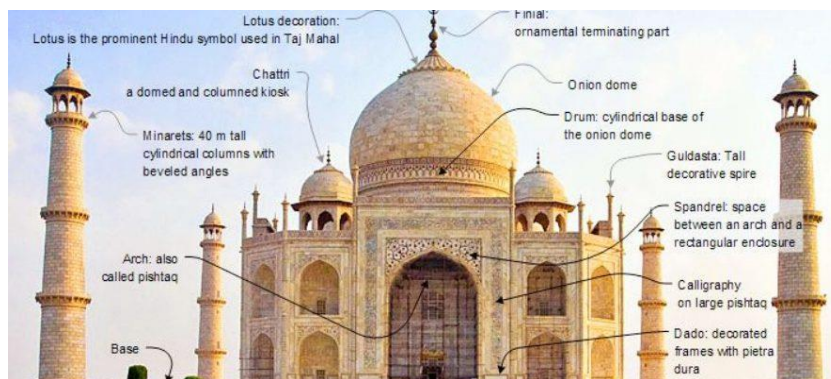 Lotus decoration:
Lotus is the prominent Hindu symbol used in Taj Mahal
Finial:
ornamental terminating part
Chattri
a domed and columned kiosk
Onion dome
Drum: cylindrical base of
the onion dome
Minarets: 40 m tall
cylindrical columns with
beveled angles
Guldasta: Tall
decorative spire
Spandrel: space
between an arch and a
rectangular enclosure
Arch: also
called pishtaq
Calligraphy
on large pishtaq
Base
Dado: decorated
frames with pietra
dura